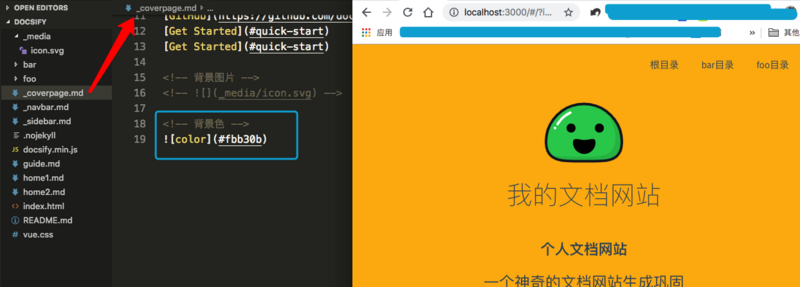 OPEN EDITORS
DOCSIFY
_media
icon.svg
bar
foo
_coverpage.md
_navbar.md
_sidebar.md
.nojekyll
docsify.min.js
guide.md
home1.md
home2.md
index.html
README.md
vue.css
_coverpage.md > ...
11 [GitHub](https://github.com/doc
12 [Get Started](#quick-start)
13 [Get Started](#quick-start)
14
15 <!-- 背景图片 -->
16 <!-- ![](_media/icon.svg) -->
17
18 <!-- 背景色 -->
19 ![color](#fbb30b)
localhost:3000/#/?i...
应用
» 其他
根目录 bar目录 foo目录
我的文档网站
个人文档网站
一个神奇的文档网站生成巩固